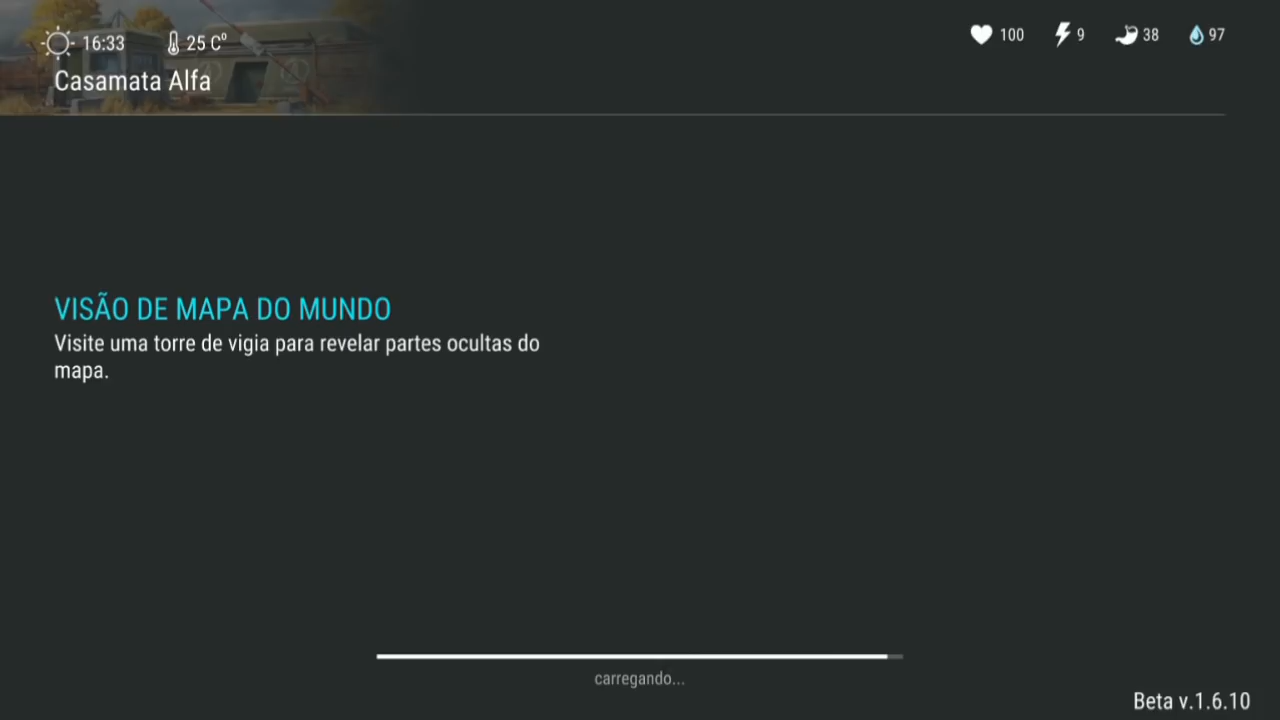 16:33
25 Cº
100
9
38
97
Casamata Alfa
VISÃO DE MAPA DO MUNDO
Visite uma torre de vigia para revelar partes ocultas do
mapa.
carregando...
Beta v.1.6.10